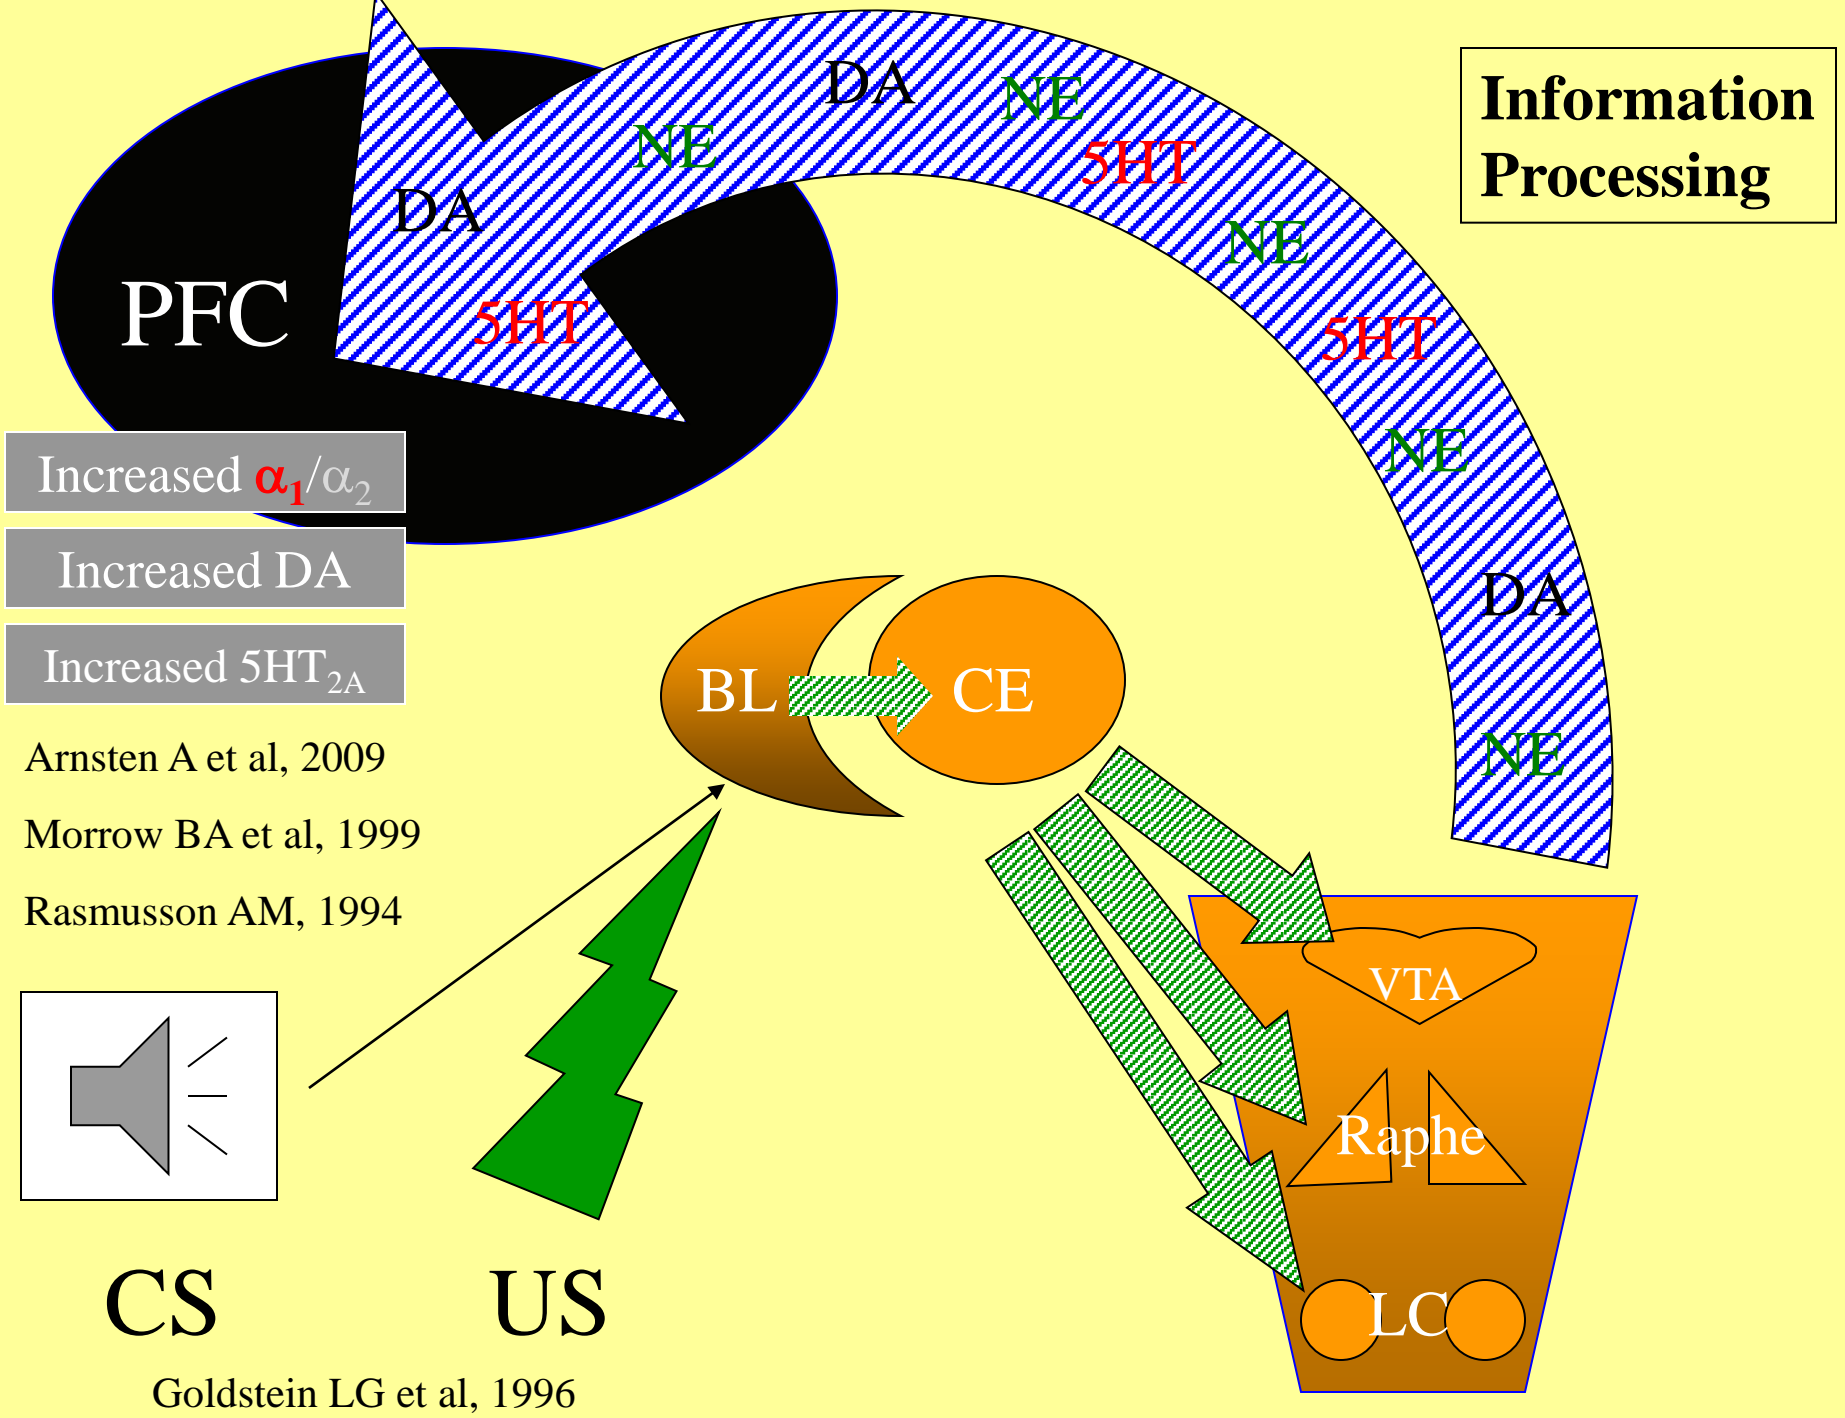 Information
Processing
DA
NE
NE
5HT
DA
NE
PFC
5HT
5HT
NE
Increased α₁/α₂
Increased DA
DA
Increased 5HT₂A
BL
CE
NE
Arnsten A et al, 2009
Morrow BA et al, 1999
Rasmusson AM, 1994
VTA
Raphe
CS
US
LC
Goldstein LG et al, 1996